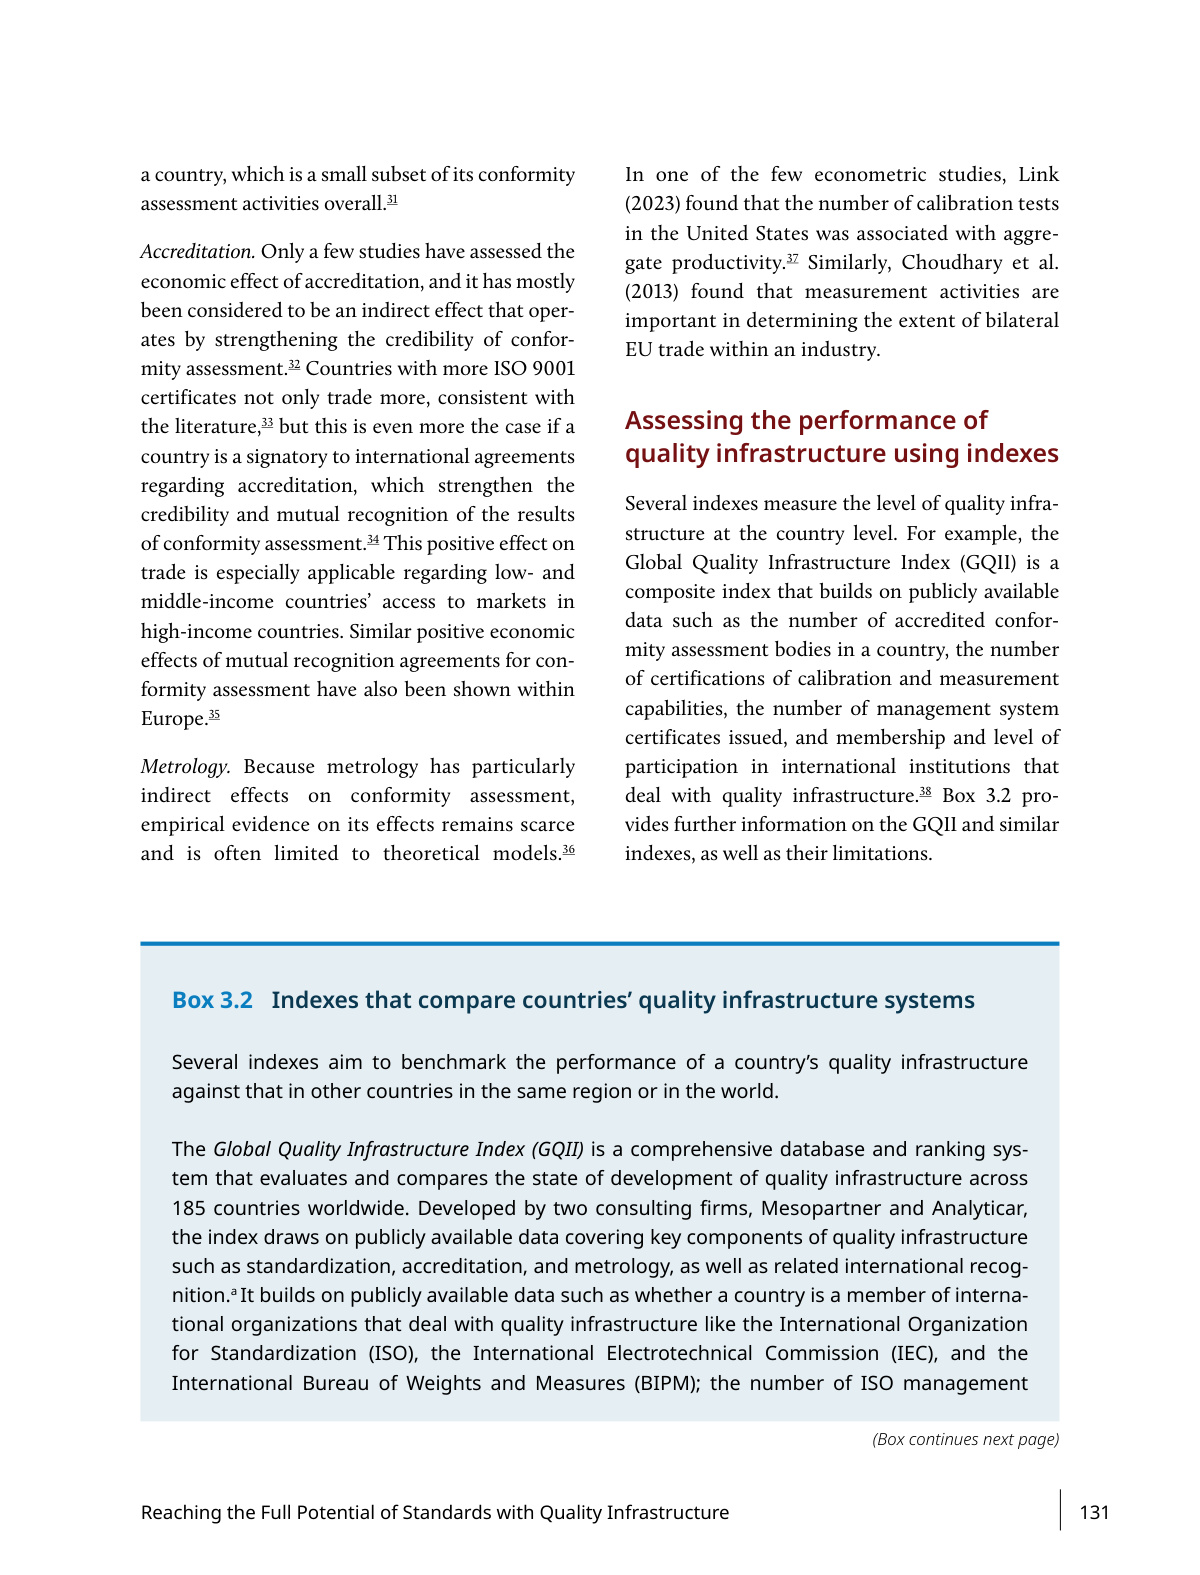 a country, which is a small subset of its conformity
assessment activities overall.31
Accreditation. Only a few studies have assessed the
economic effect of accreditation, and it has mostly
been considered to be an indirect effect that oper-
ates by strengthening the credibility of confor-
mity assessment.32 Countries with more ISO 9001
certificates not only trade more, consistent with
the literature,33 but this is even more the case if a
country is a signatory to international agreements
regarding accreditation, which strengthen the
credibility and mutual recognition of the results
of conformity assessment.34 This positive effect on
trade is especially applicable regarding low- and
middle-income countries’ access to markets in
high-income countries. Similar positive economic
effects of mutual recognition agreements for con-
formity assessment have also been shown within
Europe.35
Metrology. Because metrology has particularly
indirect effects on conformity assessment,
empirical evidence on its effects remains scarce
and is often limited to theoretical models.36
In one of the few econometric studies, Link
(2023) found that the number of calibration tests
in the United States was associated with aggre-
gate productivity.37 Similarly, Choudhary et al.
(2013) found that measurement activities are
important in determining the extent of bilateral
EU trade within an industry.
Assessing the performance of
quality infrastructure using indexes
Several indexes measure the level of quality infra-
structure at the country level. For example, the
Global Quality Infrastructure Index (GQII) is a
composite index that builds on publicly available
data such as the number of accredited confor-
mity assessment bodies in a country, the number
of certifications of calibration and measurement
capabilities, the number of management system
certificates issued, and membership and level of
participation in international institutions that
deal with quality infrastructure.38 Box 3.2 pro-
vides further information on the GQII and similar
indexes, as well as their limitations.
Box 3.2 Indexes that compare countries’ quality infrastructure systems
Several indexes aim to benchmark the performance of a country’s quality infrastructure
against that in other countries in the same region or in the world.
The Global Quality Infrastructure Index (GQII) is a comprehensive database and ranking sys-
tem that evaluates and compares the state of development of quality infrastructure across
185 countries worldwide. Developed by two consulting firms, Mesopartner and Analyticar,
the index draws on publicly available data covering key components of quality infrastructure
such as standardization, accreditation, and metrology, as well as related international recog-
nition.a It builds on publicly available data such as whether a country is a member of interna-
tional organizations that deal with quality infrastructure like the International Organization
for Standardization (ISO), the International Electrotechnical Commission (IEC), and the
International Bureau of Weights and Measures (BIPM); the number of ISO management
(Box continues next page)
Reaching the Full Potential of Standards with Quality Infrastructure
131